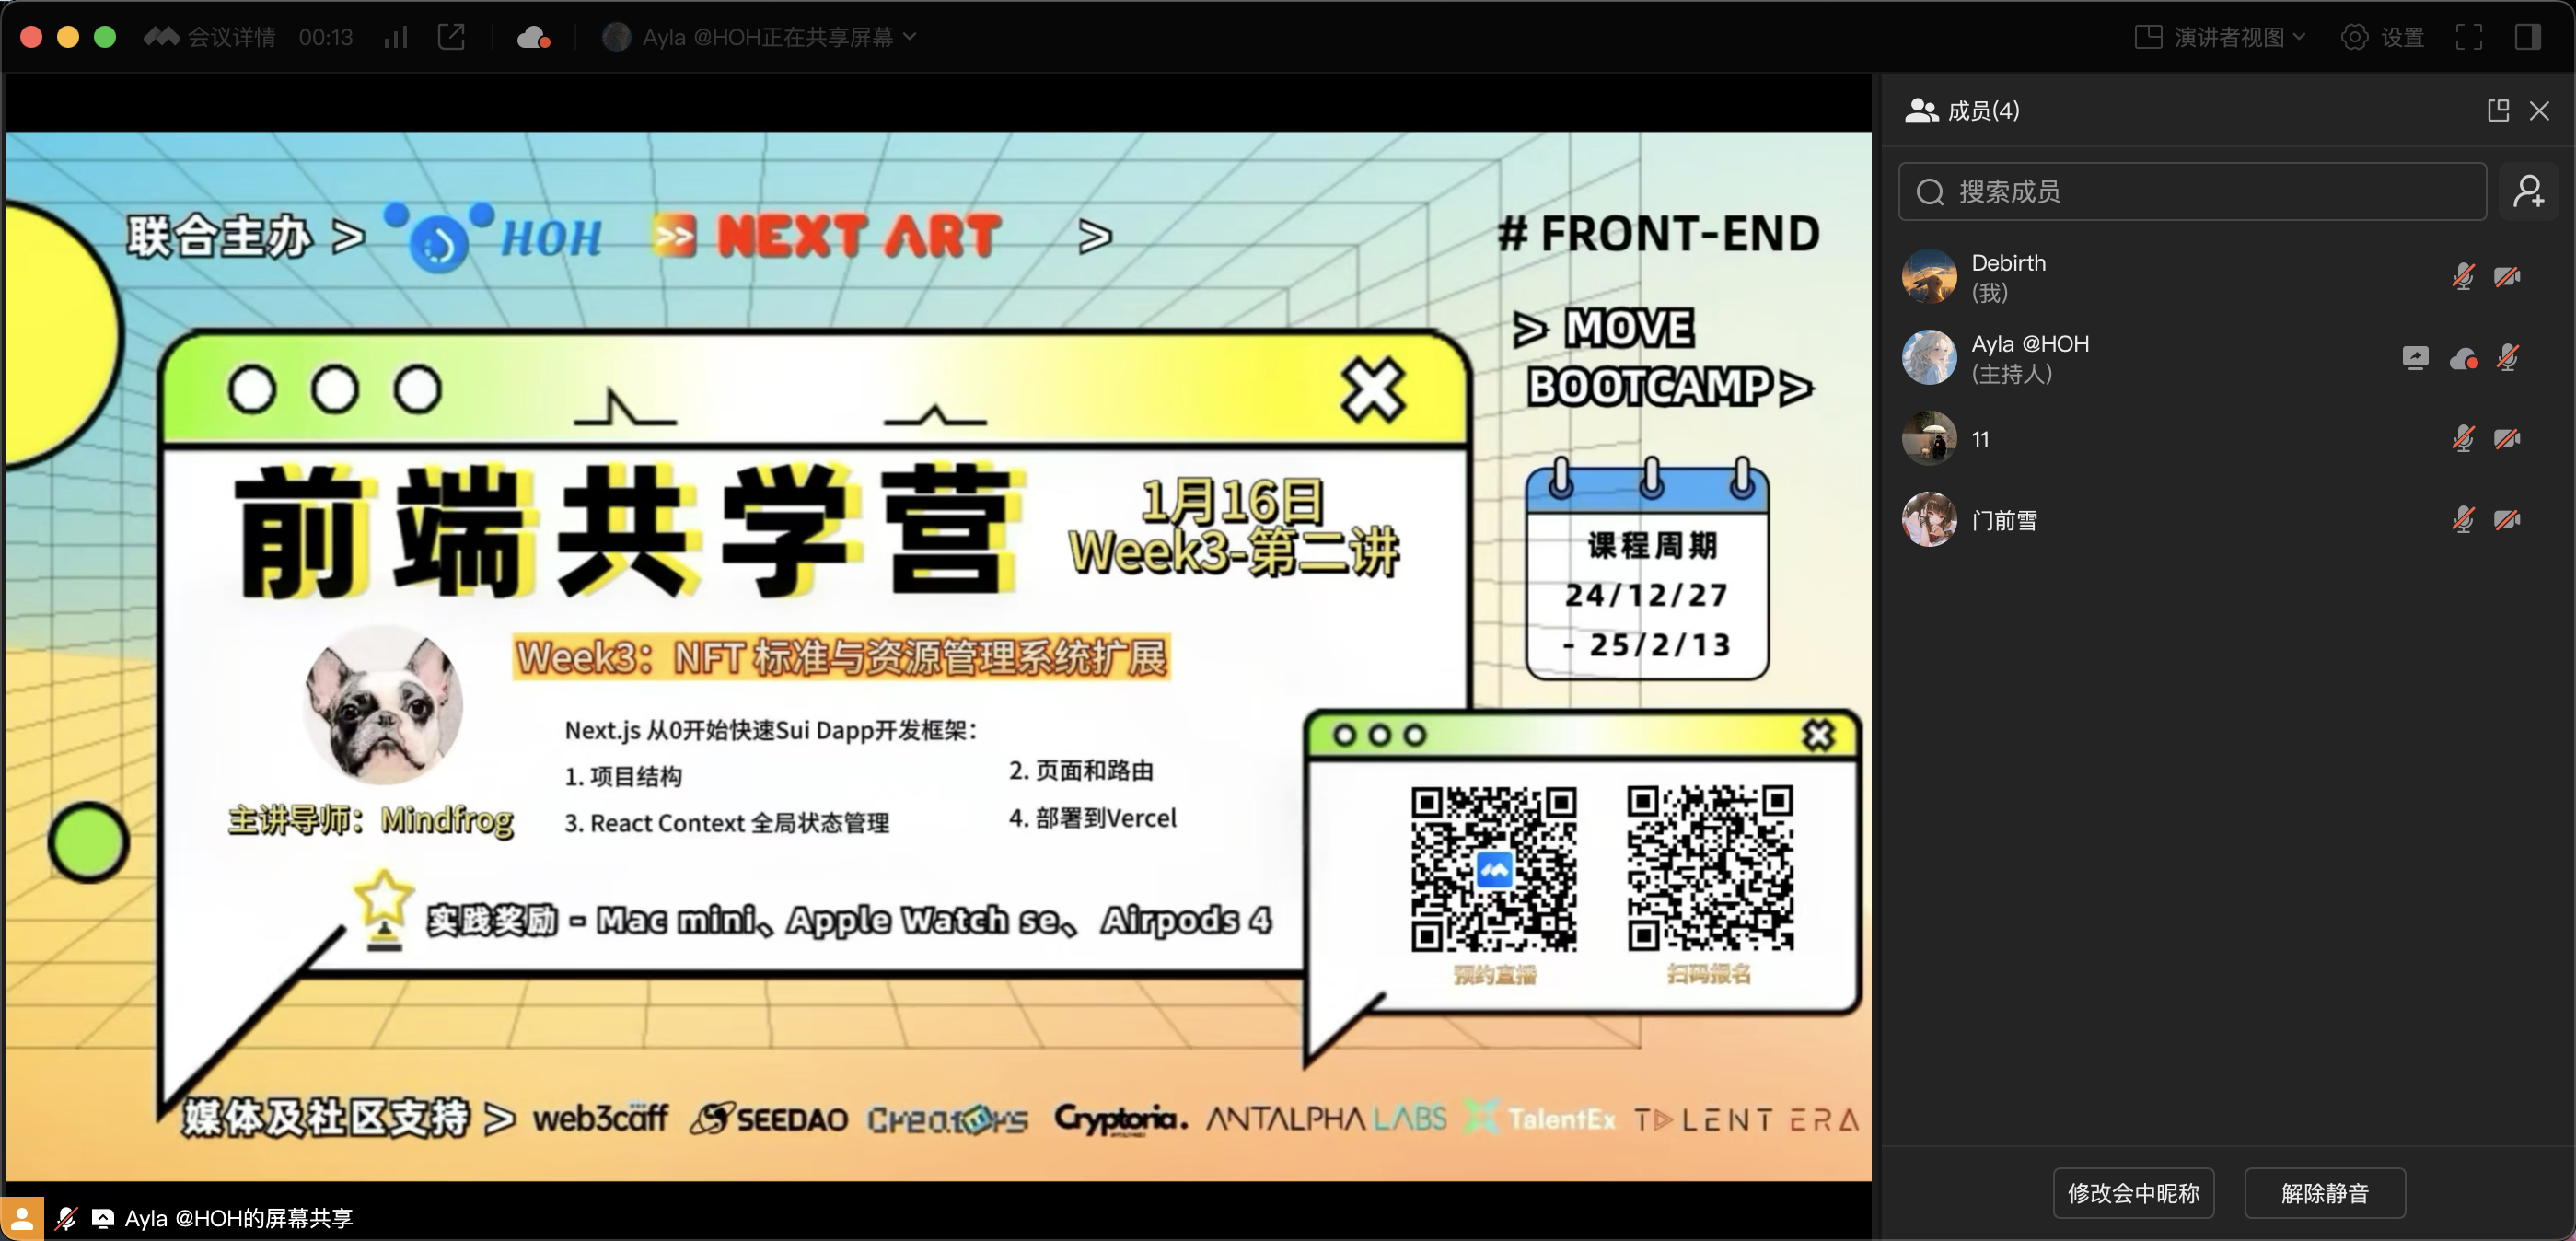 会议详情 00:13 Ayla @HOH正在共享屏幕
演讲者视图 设置
联合主办 > HOH >> NEXT ART >
# FRONT-END
> MOVE
BOOTCAMP>
前端共学营
1月16日
Week3-第二讲
课程周期
24/12/27
- 25/2/13
Week3：NFT 标准与资源管理系统扩展
Next.js 从0开始快速Sui Dapp开发框架：
1. 项目结构
2. 页面和路由
3. React Context 全局状态管理
4. 部署到Vercel
主讲导师：Mindfrog
实践奖励 - Mac mini、Apple Watch se、 Airpods 4
预约直播
扫码报名
媒体及社区支持 > web3caff SEEDAO Creators Cryptoria. ANTALPHA LABS TalentEx TALENT ERA
Ayla @HOH的屏幕共享
成员(4)
搜索成员
Debirth
(我)
Ayla @HOH
(主持人)
11
门前雪
修改会中昵称
解除静音